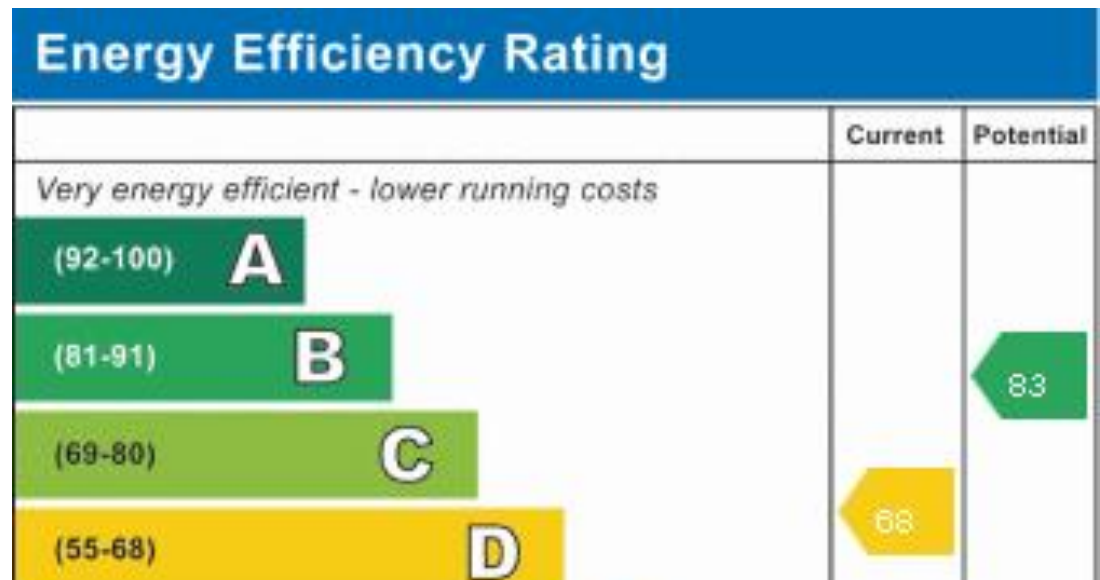 Energy Efficiency Rating
Current Potential
Very energy efficient - lower running costs
(92-100) A
(81-91) B
83
(69-80) C
68
(55-68) D